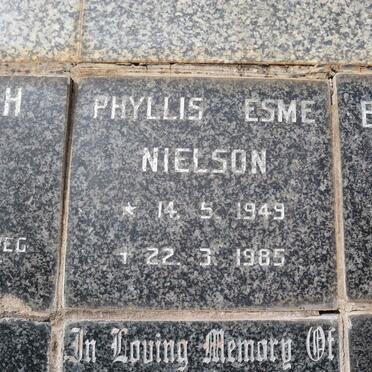 PHYLLIS ESME
NIELSON
* 14. 5. 1949
† 22. 3. 1985
In Loving Memory Of